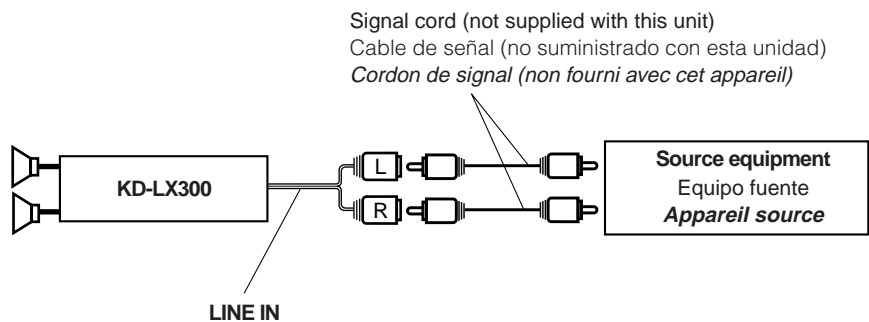 Signal cord (not supplied with this unit)
Cable de señal (no suministrado con esta unidad)
Cordon de signal (non fourni avec cet appareil)
KD-LX300
L
R
Source equipment
Equipo fuente
Appareil source
LINE IN